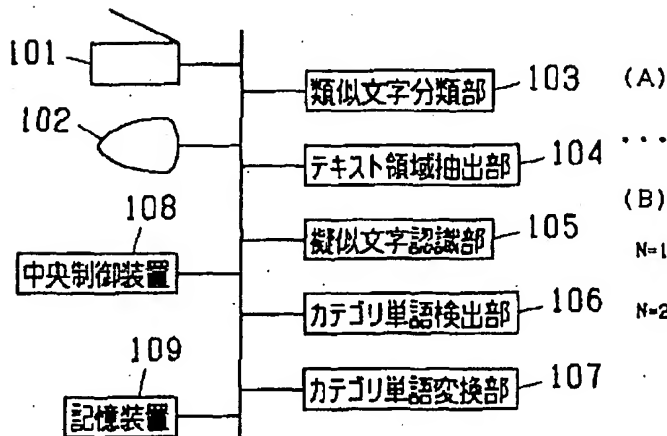 101
102
108
中央制御装置
109
記憶装置
類似文字分類部 103
テキスト領域抽出部 104
擬似文字認識部 105
カテゴリ単語検出部 106
カテゴリ単語変換部 107
(A)
...
(B)
N=1
N=2